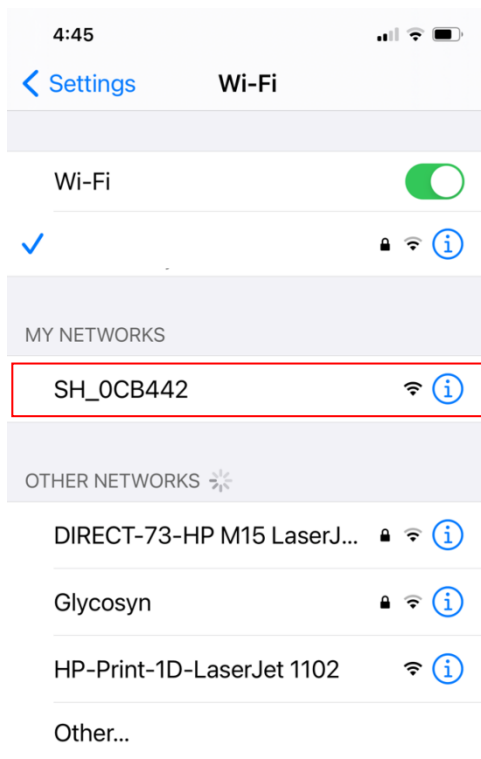 4:45
Settings Wi-Fi
Wi-Fi
MY NETWORKS
SH_0CB442
OTHER NETWORKS
DIRECT-73-HP M15 LaserJ...
Glycosyn
HP-Print-1D-LaserJet 1102
Other...